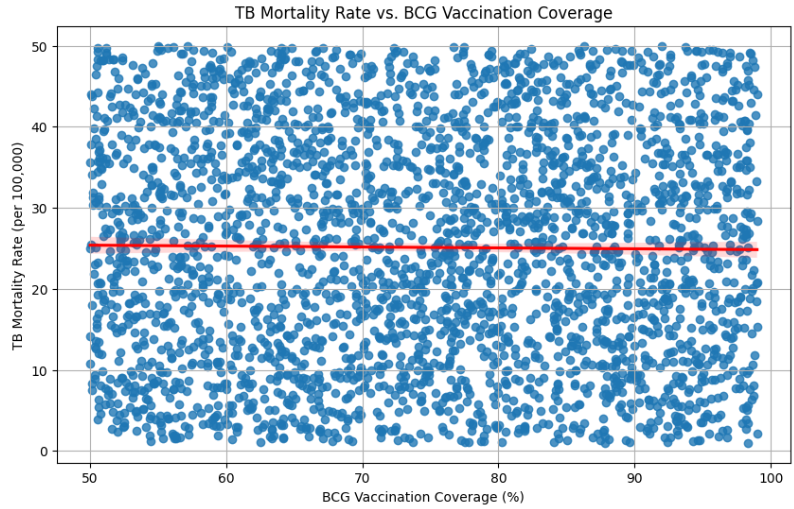 TB Mortality Rate vs. BCG Vaccination Coverage
TB Mortality Rate (per 100,000)
50
40
30
20
10
0
50 60 70 80 90 100
BCG Vaccination Coverage (%)